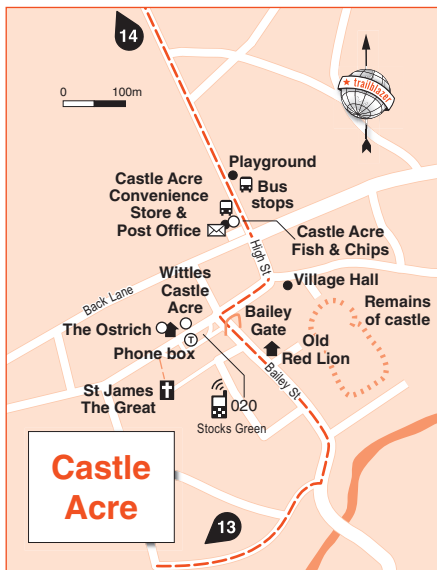 14
0 100m
★ trailblazer
Playground
Bus
stops
Castle Acre
Convenience
Store &
Post Office
Castle Acre
Fish & Chips
High St
Back Lane
Wittles
Castle
Acre
Village Hall
Remains
of castle
The Ostrich
Bailey
Gate
Phone box
T
Old
Red Lion
Bailey St
St James
The Great
020
Stocks Green
Castle
Acre
13